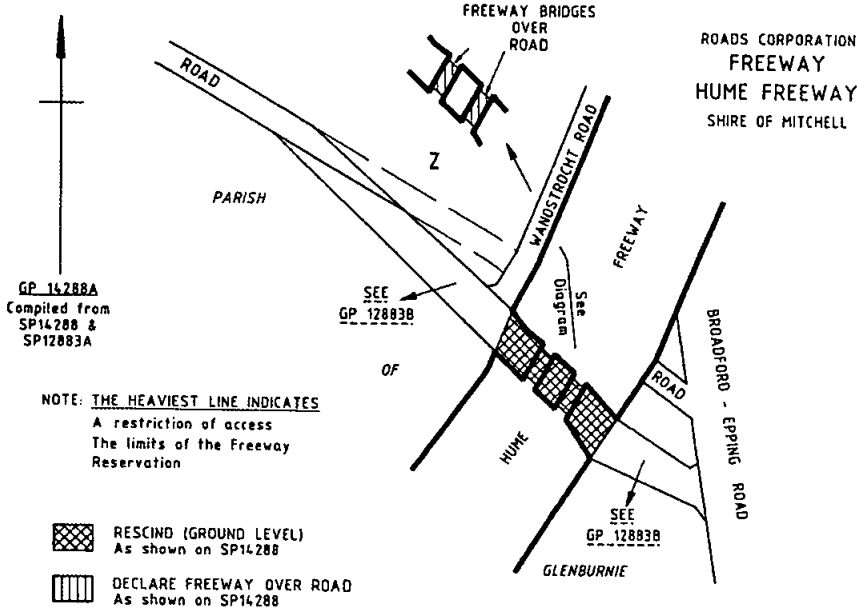 FREEWAY BRIDGES
OVER
ROAD
ROADS CORPORATION
FREEWAY
HUME FREEWAY
SHIRE OF MITCHELL
ROAD
Z
WANOSTROCHT ROAD
PARISH
FREEWAY
GP 14288A
Compiled from
SP14288 &
SP12883A
SEE
GP 12883B
See
Diagram
OF
ROAD
BROADFORD - EPPING ROAD
NOTE: THE HEAVIEST LINE INDICATES
A restriction of access
The limits of the Freeway
Reservation
HUME
SEE
GP 12883B
GLENBURNIE
RESCIND (GROUND LEVEL)
As shown on SP14288
DECLARE FREEWAY OVER ROAD
As shown on SP14288